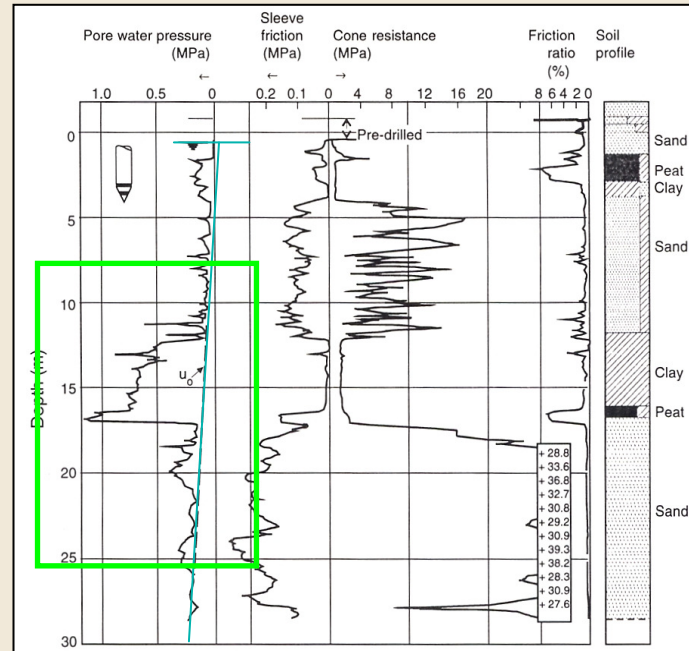 Pore water pressure
(MPa)
←
Sleeve
friction
(MPa)
←
Cone resistance
(MPa)
→
Friction
ratio
(%)
Soil
profile
1.0 0.5 0
0.2 0.1 0
4 8 12 16 20
8 6 4 2 0
Pre-drilled
0
5
10
15
20
25
30
Depth (m)
u₀
Sand
Peat
Clay
Sand
Clay
Peat
Sand
+ 28.8
+ 33.6
+ 36.8
+ 32.7
+ 30.8
+ 29.2
+ 30.9
+ 39.3
+ 38.2
+ 28.3
+ 30.9
+ 27.6